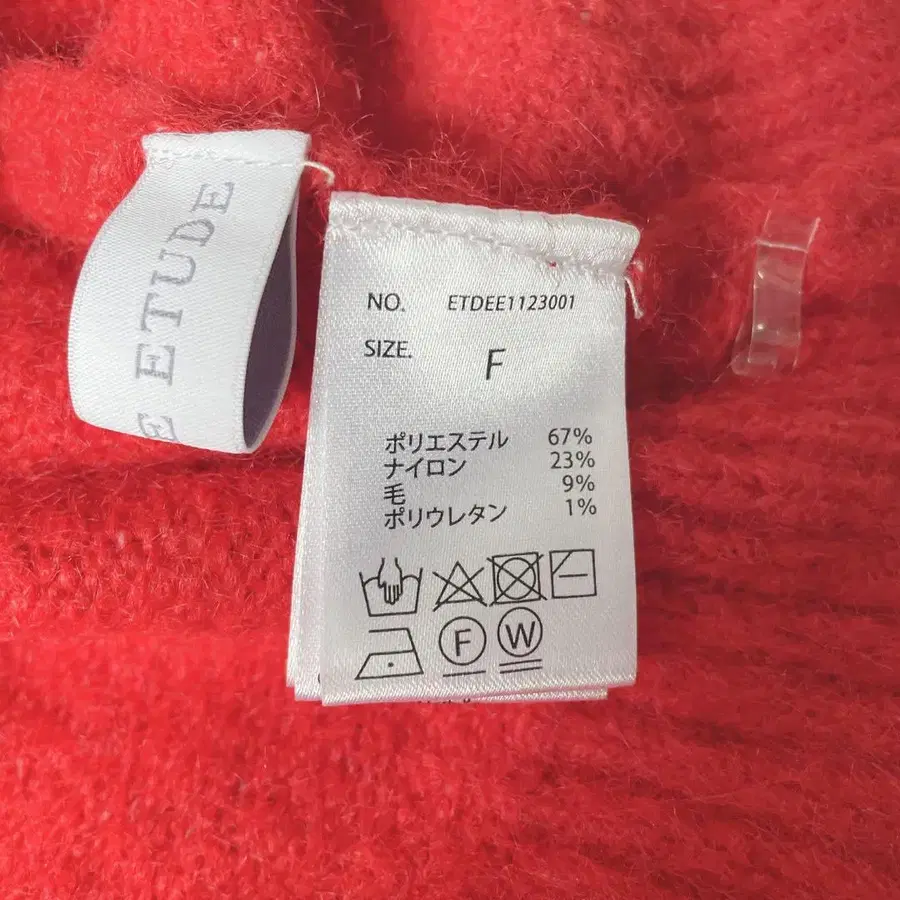 ETUDE
NO. ETDEE1123001
SIZE. F
ポリエステル 67%
ナイロン 23%
毛 9%
ポリウレタン 1%
F W